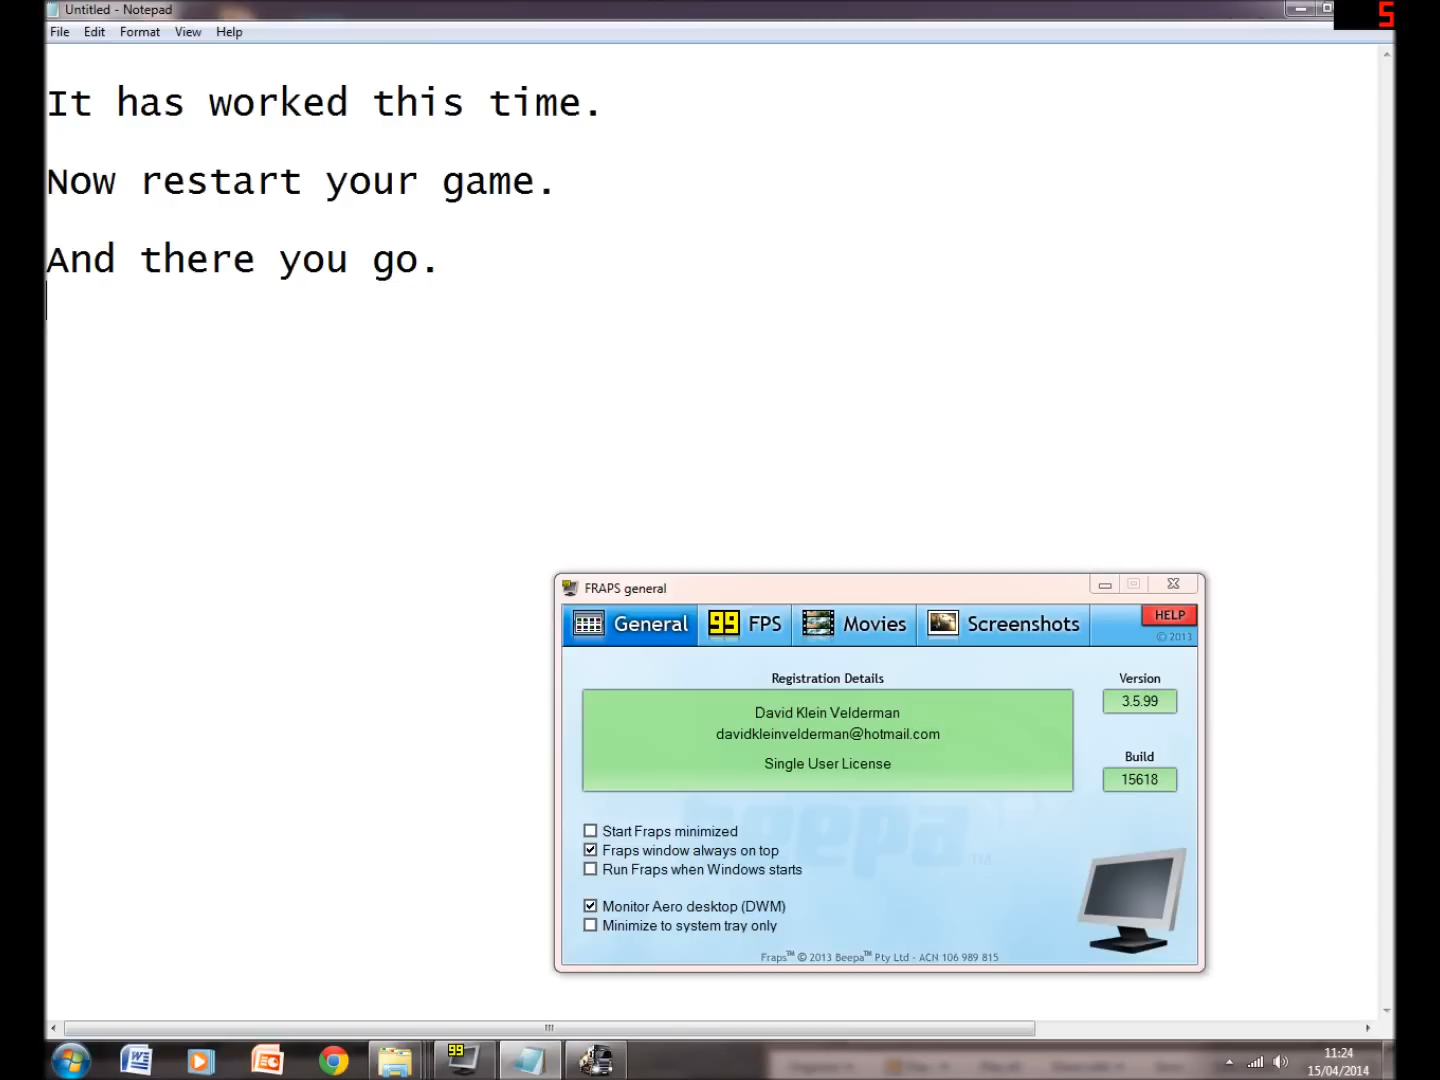 Untitled - Notepad
5
File Edit Format View Help
It has worked this time.
Now restart your game.
And there you go.
FRAPS general
General 99 FPS Movies Screenshots HELP
© 2013
Registration Details
Version
David Klein Velderman
3.5.99
davidkleinvelderman@hotmail.com
Single User License
Build
15618
beepa™
Start Fraps minimized
Fraps window always on top
Run Fraps when Windows starts
Monitor Aero desktop (DWM)
Minimize to system tray only
Fraps™ © 2013 Beepa™ Pty Ltd - ACN 106 989 815
99
11:24
15/04/2014